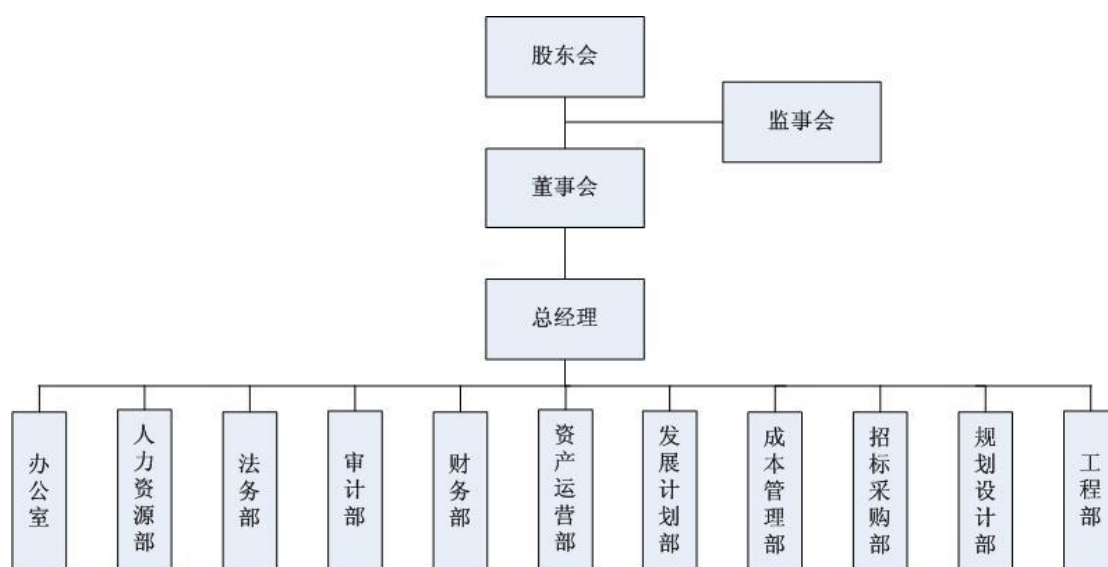 股东会
监事会
董事会
总经理
办公室
人力资源部
法务部
审计部
财务部
资产运营部
发展计划部
成本管理部
招标采购部
规划设计部
工程部